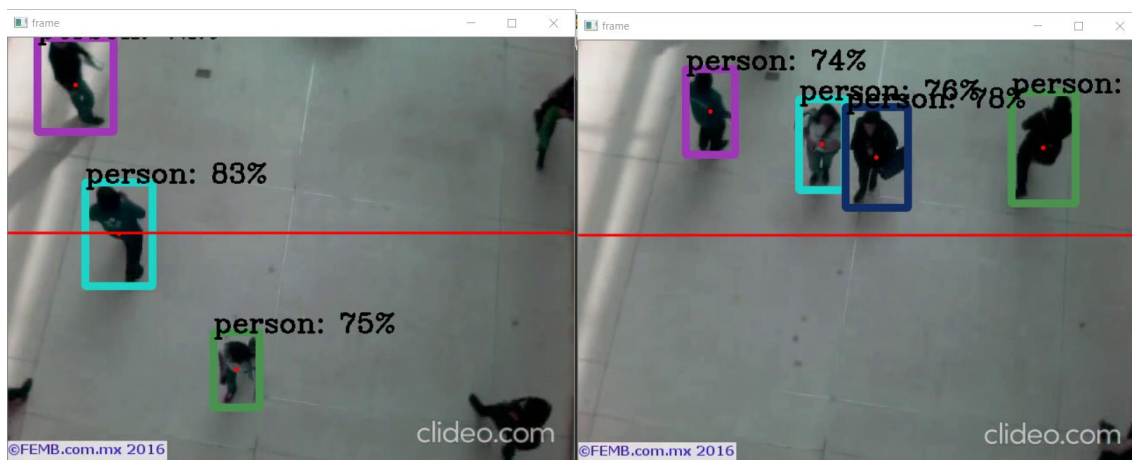 frame
person: 83%
person: 75%
clideo.com
©FEMB.com.mx 2016
frame
person: 74%
person: 76%
person: 78%
person:
clideo.com
©FEMB.com.mx 2016